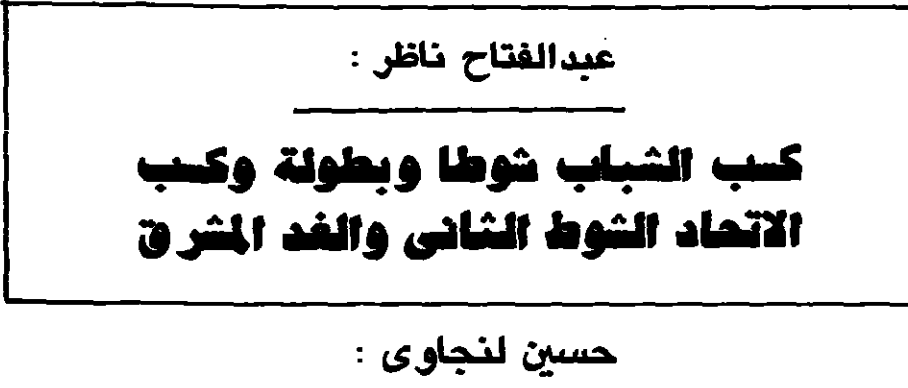 عبدالفتاح ناظر :
كسب الشباب شوطا وبطولة وكسب
الاتحاد الشوط الثانى والغد المشرق
حسين لنجاوى :